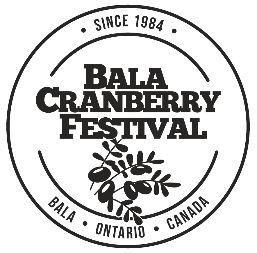 • SINCE 1984 •
BALA
CRANBERRY
FESTIVAL
BALA • ONTARIO • CANADA